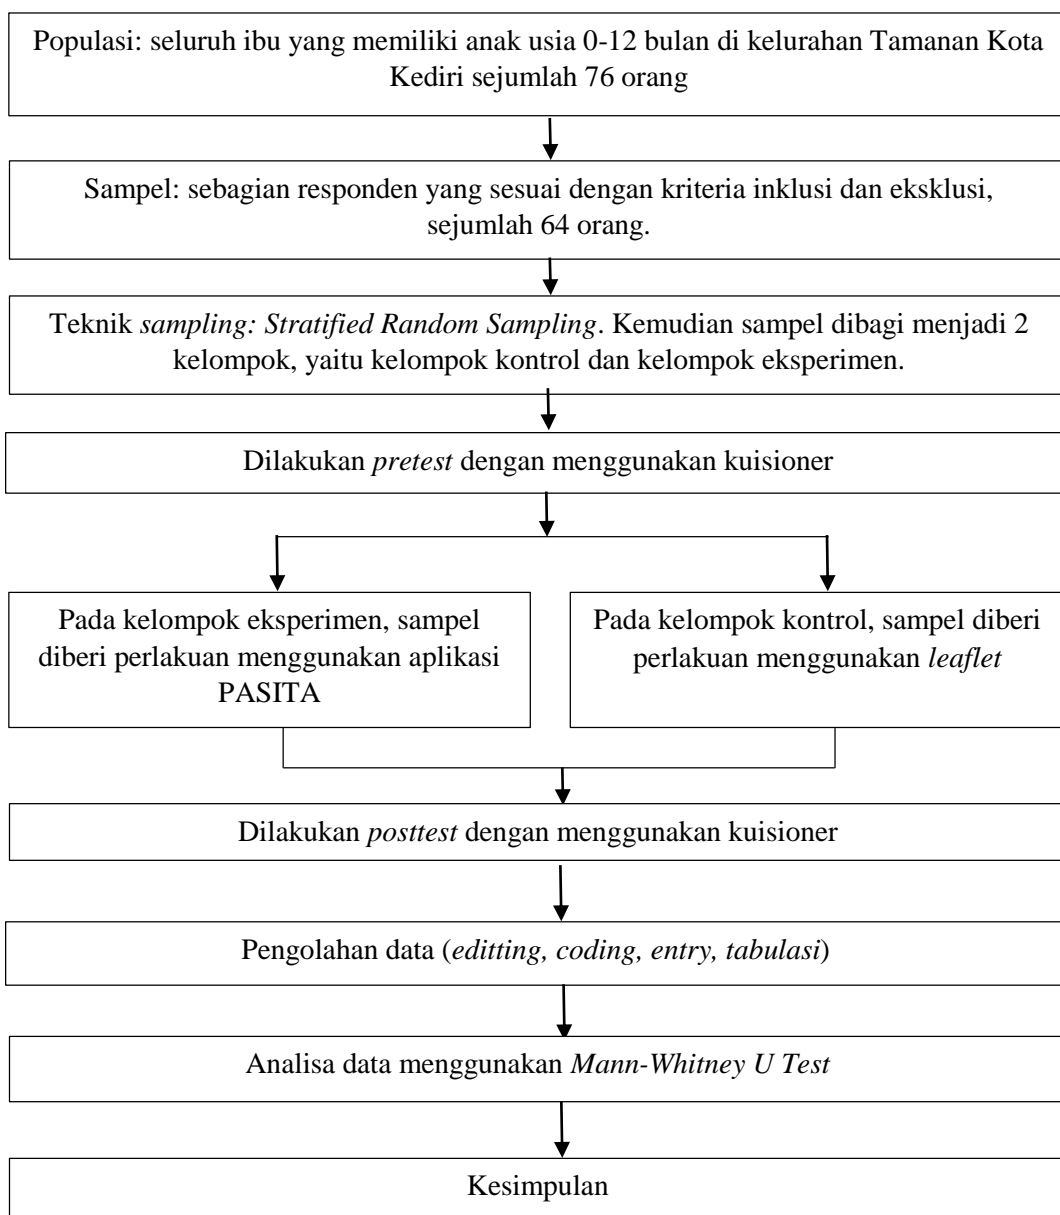 Populasi: seluruh ibu yang memiliki anak usia 0-12 bulan di kelurahan Tamanan Kota
Kediri sejumlah 76 orang
Sampel: sebagian responden yang sesuai dengan kriteria inklusi dan eksklusi,
sejumlah 64 orang.
Teknik sampling: Stratified Random Sampling. Kemudian sampel dibagi menjadi 2
kelompok, yaitu kelompok kontrol dan kelompok eksperimen.
Dilakukan pretest dengan menggunakan kuisioner
Pada kelompok eksperimen, sampel
diberi perlakuan menggunakan aplikasi
PASITA
Pada kelompok kontrol, sampel diberi
perlakuan menggunakan leaflet
Dilakukan posttest dengan menggunakan kuisioner
Pengolahan data (editting, coding, entry, tabulasi)
Analisa data menggunakan Mann-Whitney U Test
Kesimpulan